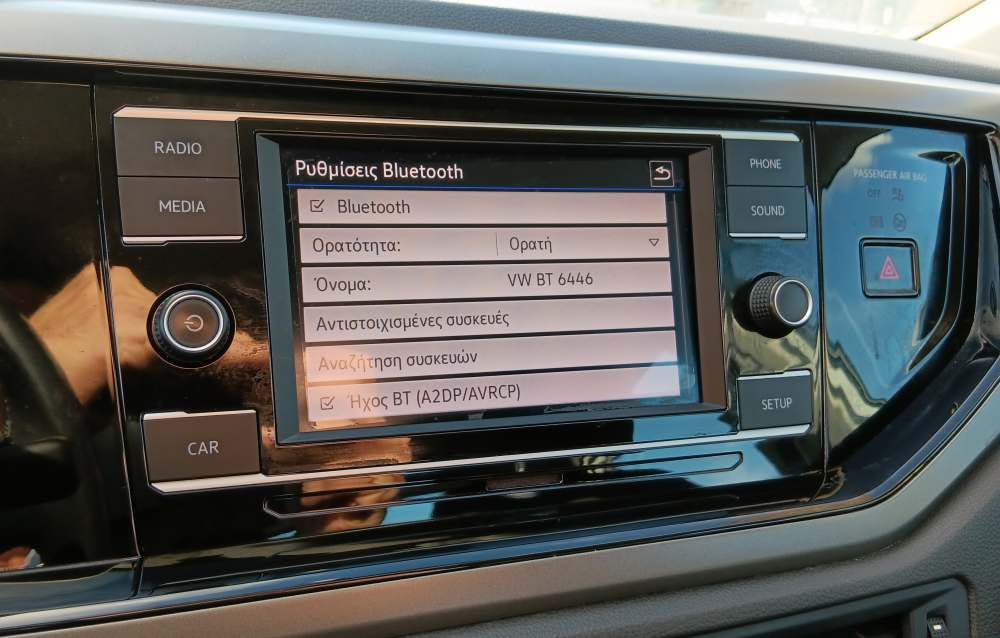 RADIO
MEDIA
CAR
Ρυθμίσεις Bluetooth
Bluetooth
Ορατότητα: Ορατή
Όνομα: VW BT 6446
Αντιστοιχισμένες συσκευές
Αναζήτηση συσκευών
Ήχος BT (A2DP/AVRCP)
PHONE
SOUND
SETUP
PASSENGER AIR BAG
OFF